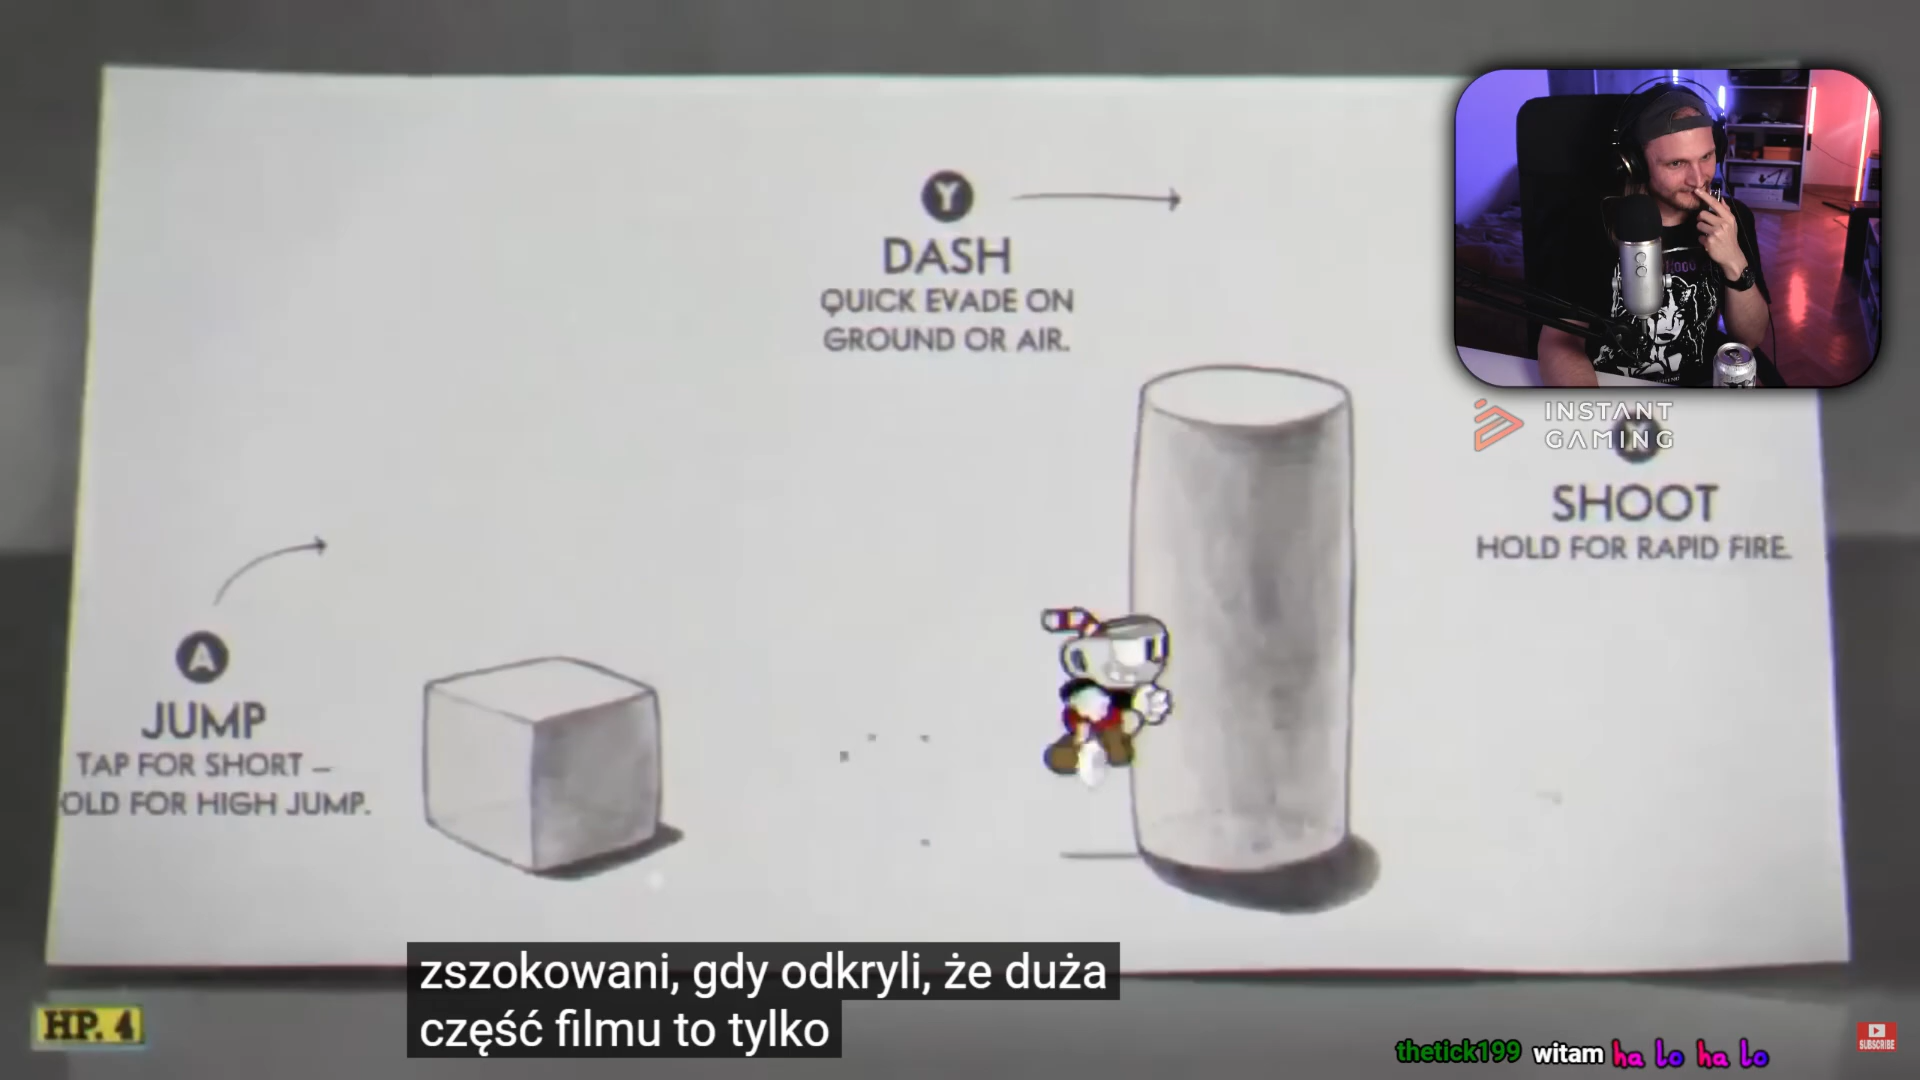 Y
DASH
QUICK EVADE ON
GROUND OR AIR.
INSTANT
GAMING
SHOOT
HOLD FOR RAPID FIRE.
A
JUMP
TAP FOR SHORT –
OLD FOR HIGH JUMP.
zszokowani, gdy odkryli, że duża
część filmu to tylko
HP. 4
thetick199 witam ha lo ha lo
SUBSCRIBE